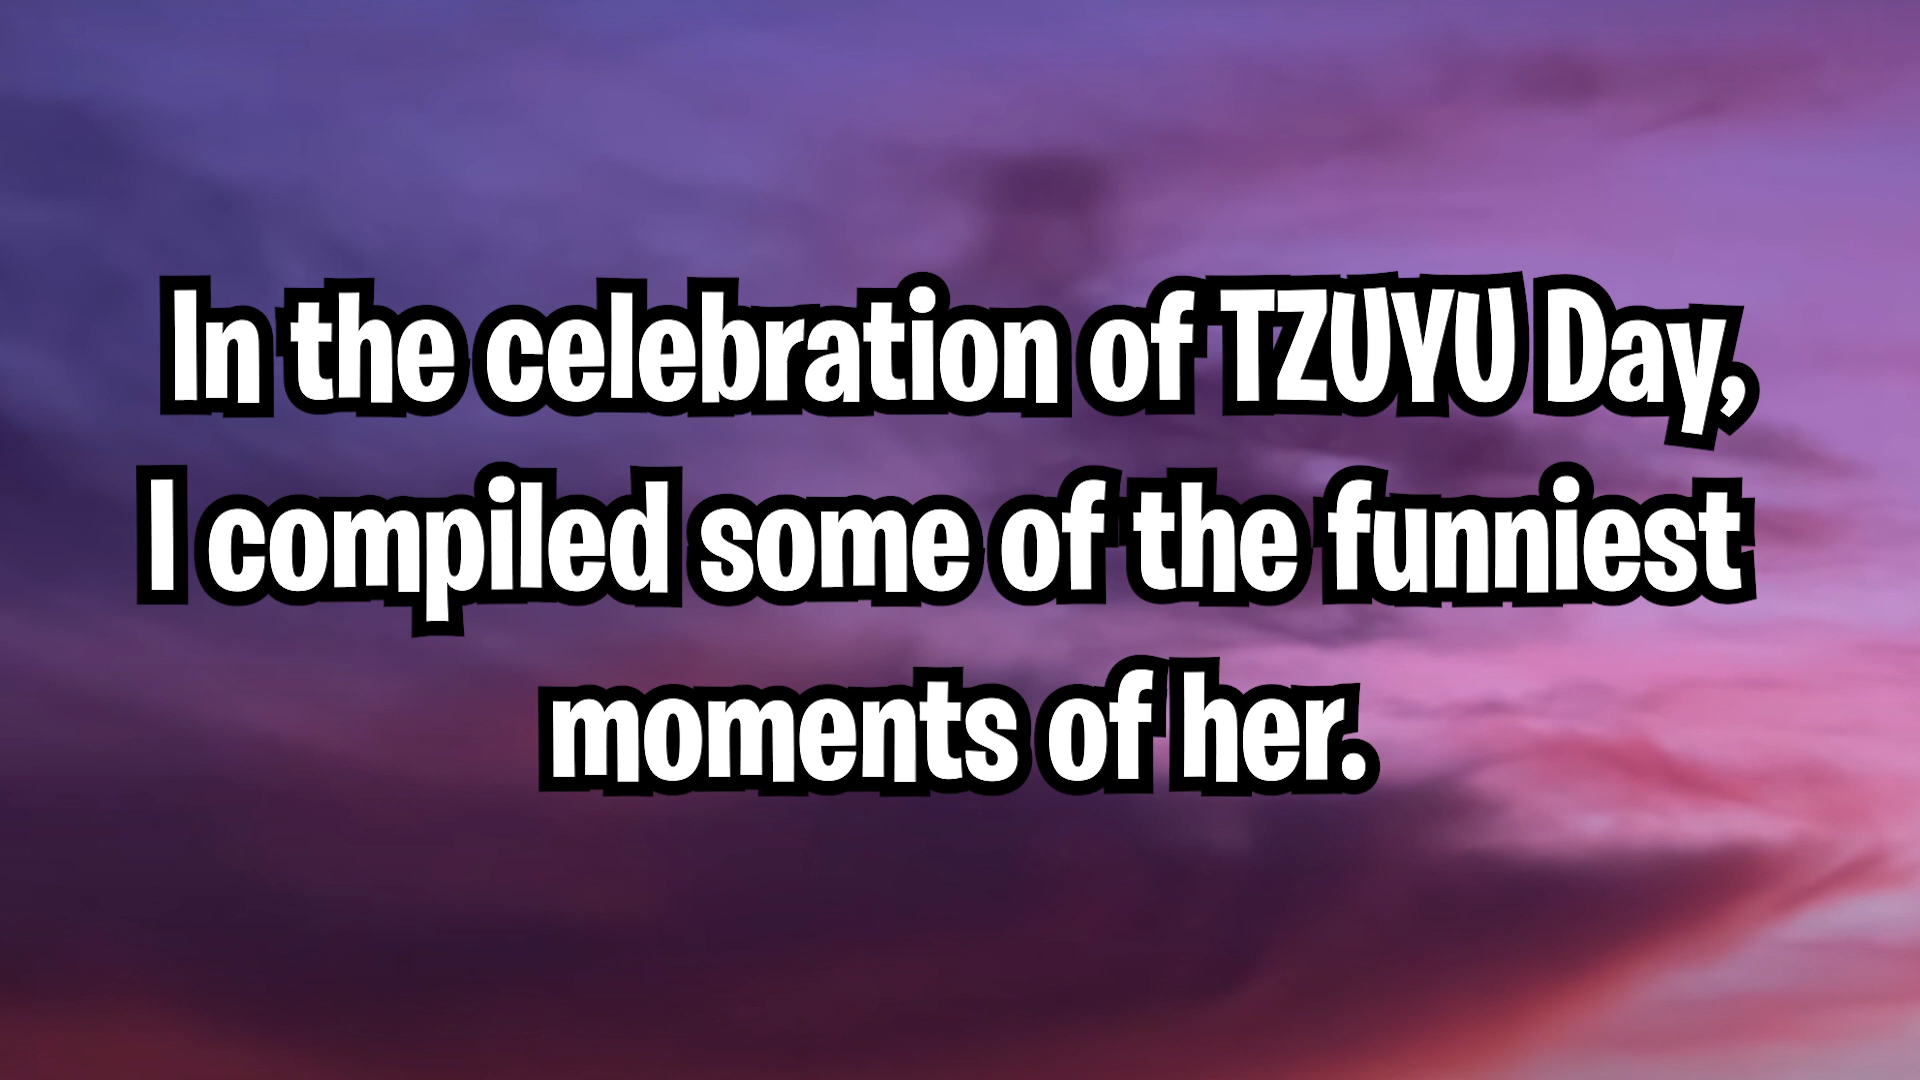 In the celebration of TZUYU Day,
I compiled some of the funniest
moments of her.